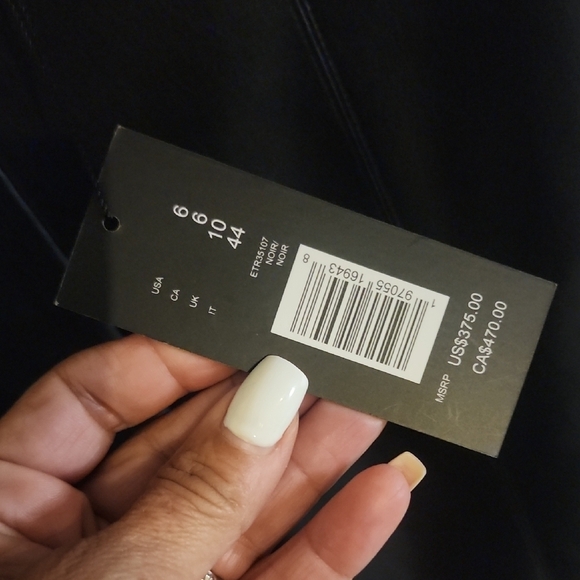 USA 6
CA 6
UK 10
IT 44
ETR35107
NOIR/
NOIR
1 97055 16943 8
MSRP US$375.00
CA$470.00